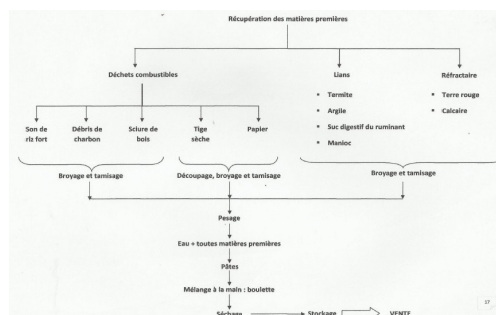 Récupération des matières premières
Déchets combustibles
Lians
Réfractaire
Termite
Argile
Suc digestif du ruminant
Manioc
Terre rouge
Calcaire
Son de riz fort
Débris de charbon
Sciure de bois
Tige sèche
Papier
Broyage et tamisage
Découpage, broyage et tamisage
Broyage et tamisage
Pesage
Eau + toutes matières premières
Pâtes
Mélange à la main : boulette
Séchage
Stockage
VENTE
17